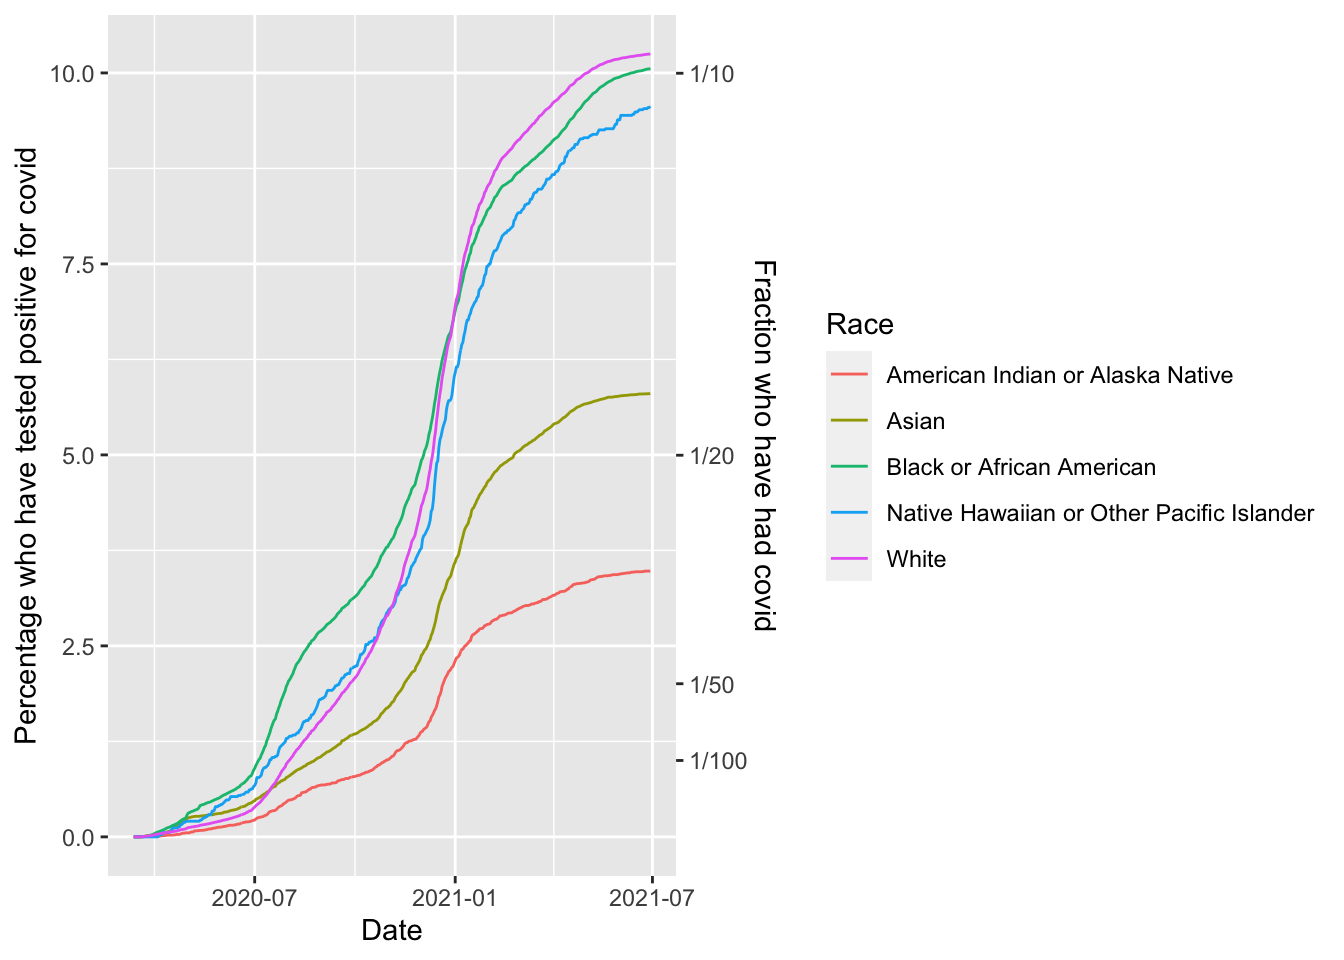 Percentage who have tested positive for covid
10.0
7.5
5.0
2.5
0.0
2020-07
2021-01
2021-07
Date
1/10
1/20
1/50
1/100
Fraction who have had covid
Race
American Indian or Alaska Native
Asian
Black or African American
Native Hawaiian or Other Pacific Islander
White